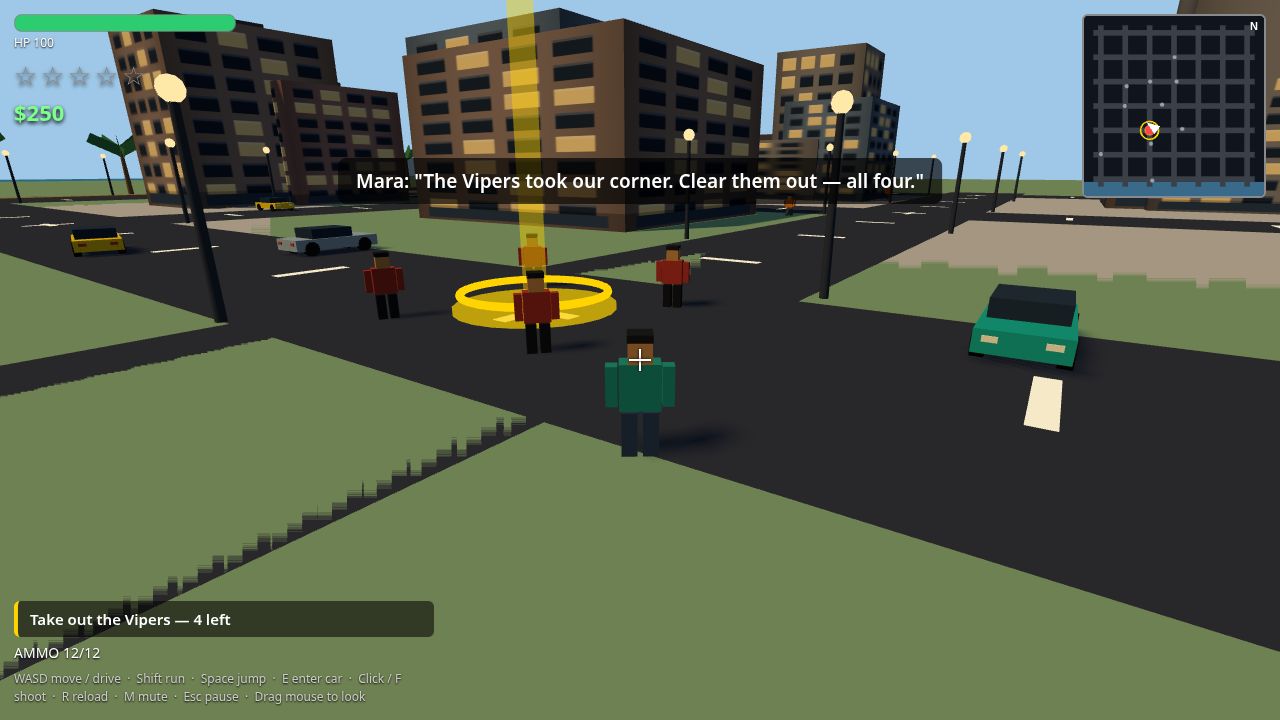 HP 100
N
$250
Mara: "The Vipers took our corner. Clear them out — all four."
Take out the Vipers — 4 left
AMMO 12/12
WASD move / drive · Shift run · Space jump · E enter car · Click / F
shoot · R reload · M mute · Esc pause · Drag mouse to look